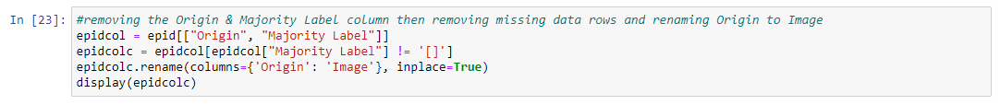 In [23]: #removing the Origin & Majority Label column then removing missing data rows and renaming Origin to Image
epidcol = epid[["Origin", "Majority Label"]]
epidcolc = epidcol[epidcol["Majority Label"] != '[]']
epidcolc.rename(columns={'Origin': 'Image'}, inplace=True)
display(epidcolc)